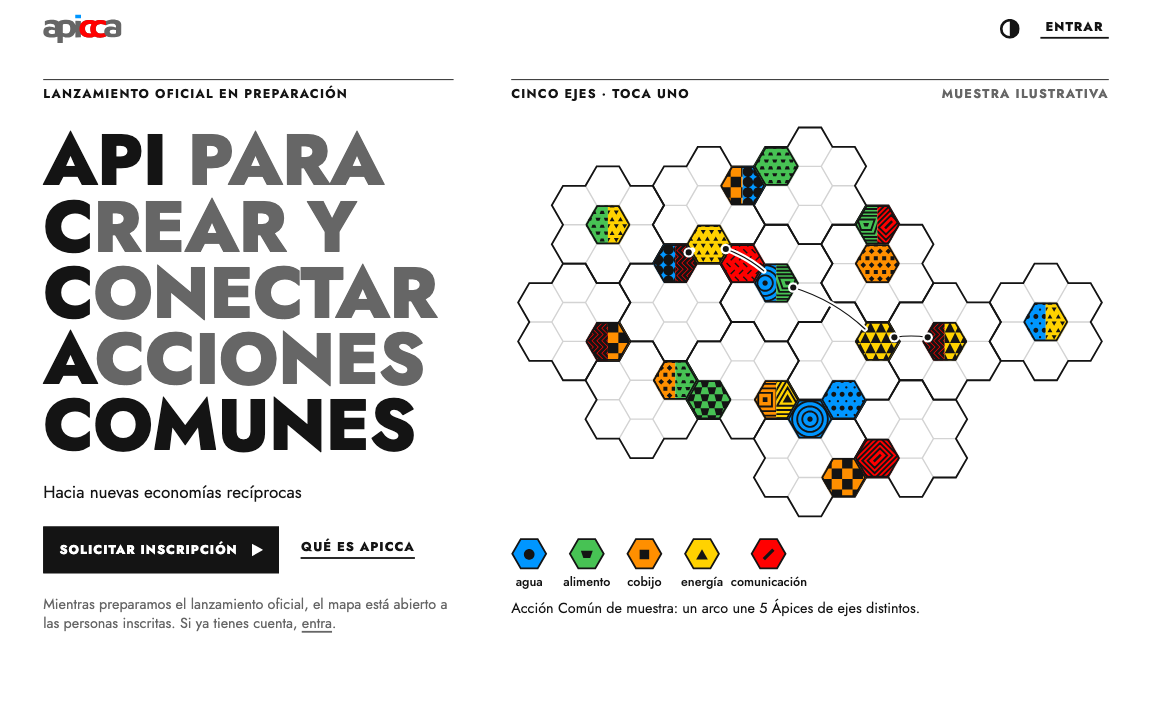 apicca
ENTRAR
LANZAMIENTO OFICIAL EN PREPARACIÓN
API PARA
CREAR Y
CONECTAR
ACCIONES
COMUNES
Hacia nuevas economías recíprocas
SOLICITAR INSCRIPCIÓN
QUÉ ES APICCA
Mientras preparamos el lanzamiento oficial, el mapa está abierto a
las personas inscritas. Si ya tienes cuenta, entra.
CINCO EJES · TOCA UNO
MUESTRA ILUSTRATIVA
agua alimento cobijo energía comunicación
Acción Común de muestra: un arco une 5 Ápices de ejes distintos.